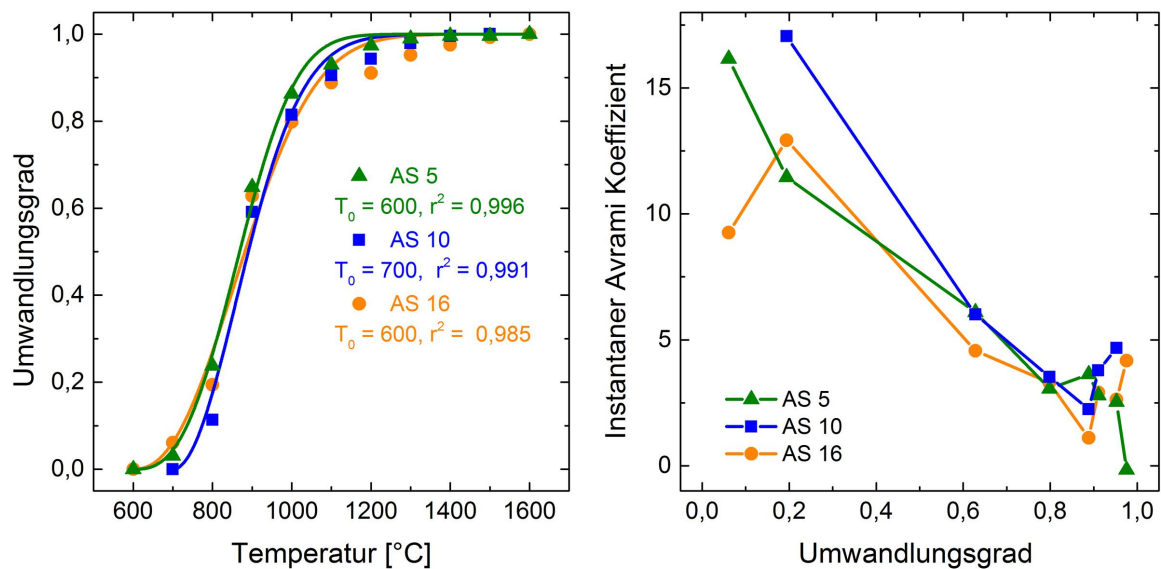 1,0
0,8
0,6
0,4
0,2
0,0
Umwandlungsgrad
AS 5
T₀ = 600, r² = 0,996
AS 10
T₀ = 700, r² = 0,991
AS 16
T₀ = 600, r² = 0,985
600 800 1000 1200 1400 1600
Temperatur [°C]
15
10
5
0
Instantaner Avrami Koeffizient
AS 5
AS 10
AS 16
0,0 0,2 0,4 0,6 0,8 1,0
Umwandlungsgrad